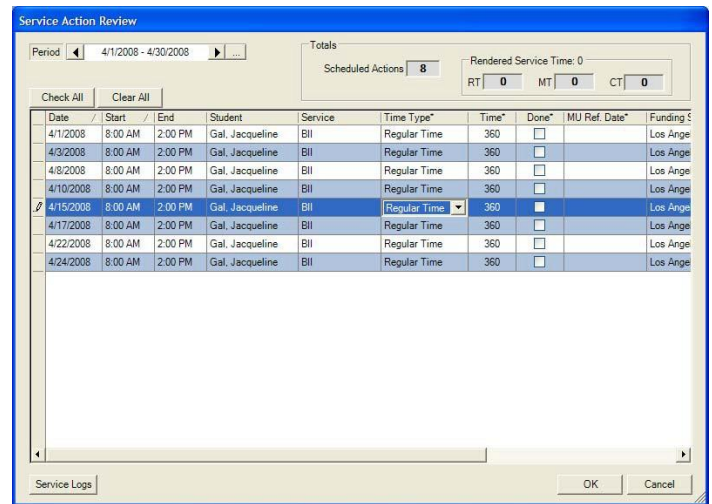 Service Action Review
Period 4/1/2008 - 4/30/2008 ...
Totals
Scheduled Actions 8
Rendered Service Time: 0
RT 0 MT 0 CT 0
Check All Clear All
Date / Start / End Student Service Time Type* Time* Done* MU Ref. Date* Funding S
4/1/2008 8:00 AM 2:00 PM Gal, Jacqueline BII Regular Time 360 Los Ange
4/3/2008 8:00 AM 2:00 PM Gal, Jacqueline BII Regular Time 360 Los Ange
4/8/2008 8:00 AM 2:00 PM Gal, Jacqueline BII Regular Time 360 Los Ange
4/10/2008 8:00 AM 2:00 PM Gal, Jacqueline BII Regular Time 360 Los Ange
4/15/2008 8:00 AM 2:00 PM Gal, Jacqueline BII Regular Time 360 Los Ange
4/17/2008 8:00 AM 2:00 PM Gal, Jacqueline BII Regular Time 360 Los Ange
4/22/2008 8:00 AM 2:00 PM Gal, Jacqueline BII Regular Time 360 Los Ange
4/24/2008 8:00 AM 2:00 PM Gal, Jacqueline BII Regular Time 360 Los Ange
Service Logs OK Cancel